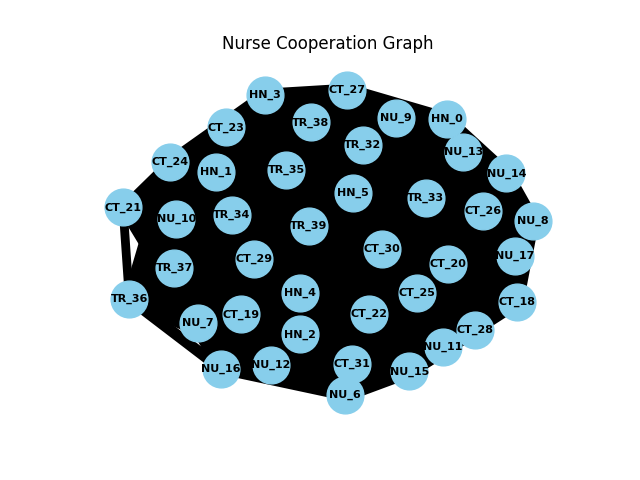 Nurse Cooperation Graph
CT_27
HN_3
NU_9
HN_0
TR_38
CT_23
TR_32
NU_13
CT_24
TR_35
HN_1
NU_14
HN_5
TR_33
CT_21
CT_26
TR_34
NU_10
NU_8
TR_39
CT_30
NU_17
CT_29
CT_20
TR_37
HN_4
CT_25
TR_36
CT_18
CT_19
CT_22
NU_7
CT_28
HN_2
NU_11
CT_31
NU_12
NU_16
NU_15
NU_6